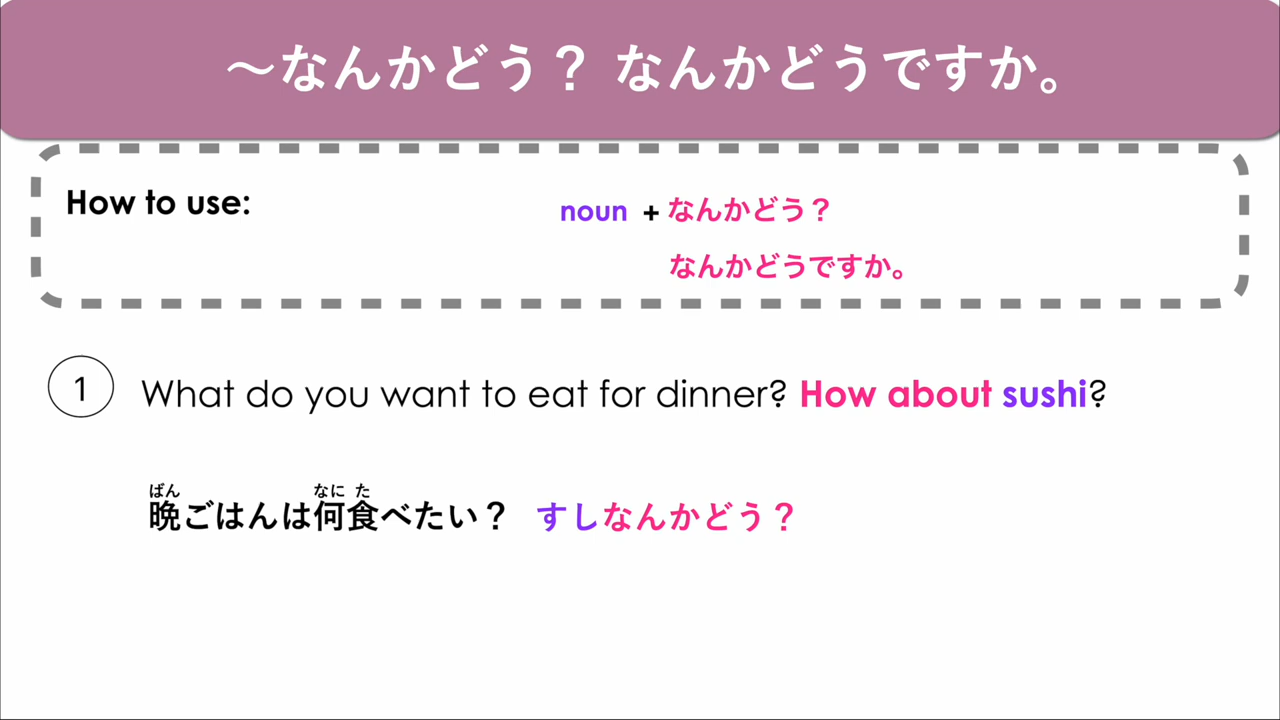 ～なんかどう？ なんかどうですか。
How to use:
noun + なんかどう？
なんかどうですか。
1 What do you want to eat for dinner? How about sushi?
ばん なに た
晩ごはんは何食べたい？ すしなんかどう？